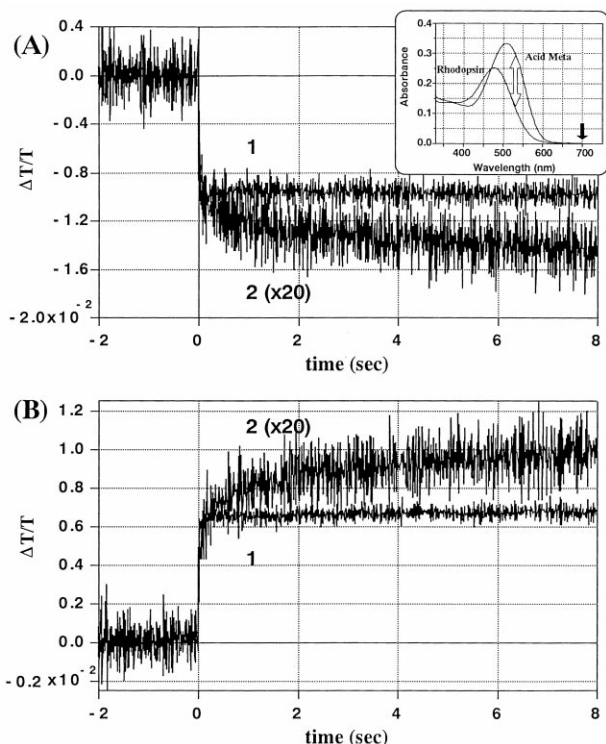 (A)
0.4
0.0
- 0.4
- 0.8
- 1.2
- 1.6
- 2.0x10 -2
ΔT/T
1
2 (x20)
- 2
0
2
4
6
8
time (sec)
0.4
0.3
0.2
0.1
0.0
Absorbance
Rhodopsin
Acid Meta
400
500
600
700
Wavelength (nm)
(B)
1.2
1.0
0.8
0.6
0.4
0.2
0.0
- 0.2 x10 -2
ΔT/T
2 (x20)
1
-2
0
2
4
6
8
time (sec)